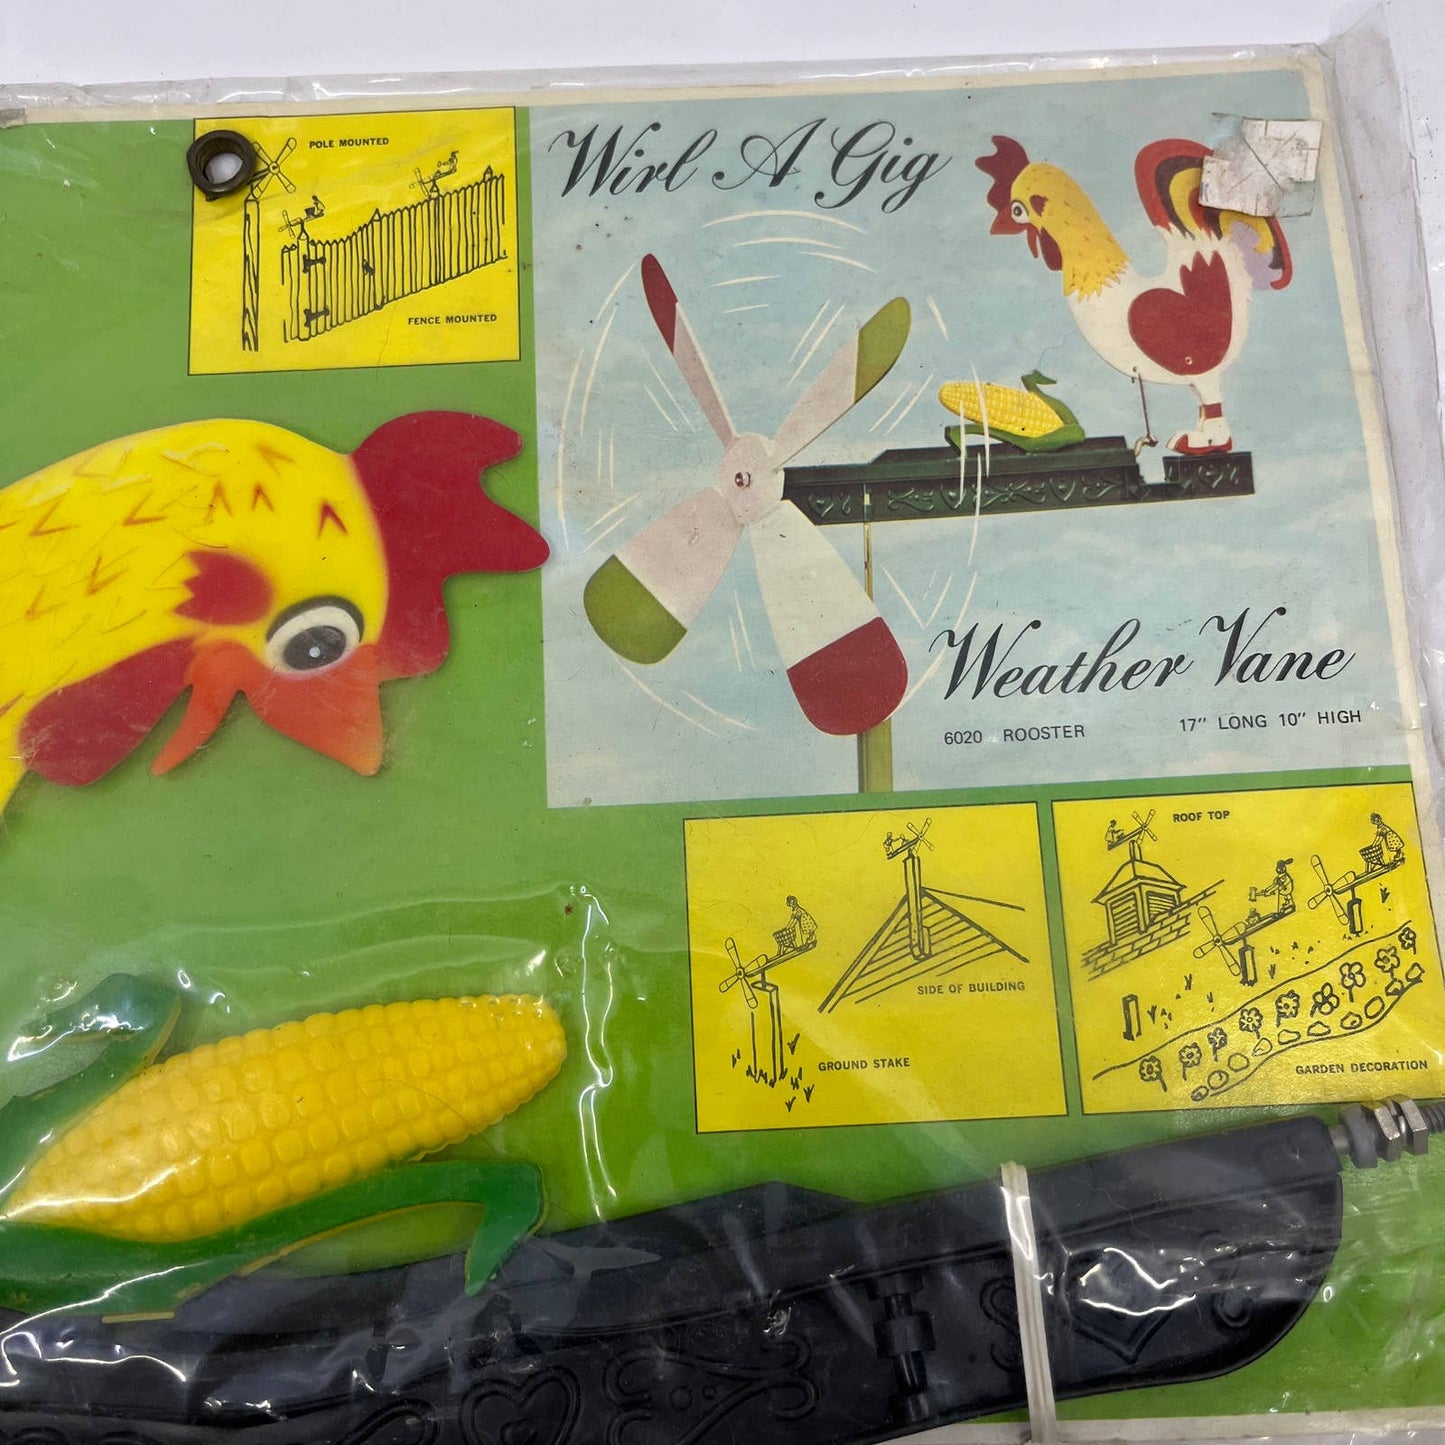 POLE MOUNTED
FENCE MOUNTED
Wirl A Gig
Weather Vane
6020 ROOSTER 17" LONG 10" HIGH
SIDE OF BUILDING
GROUND STAKE
ROOF TOP
GARDEN DECORATION